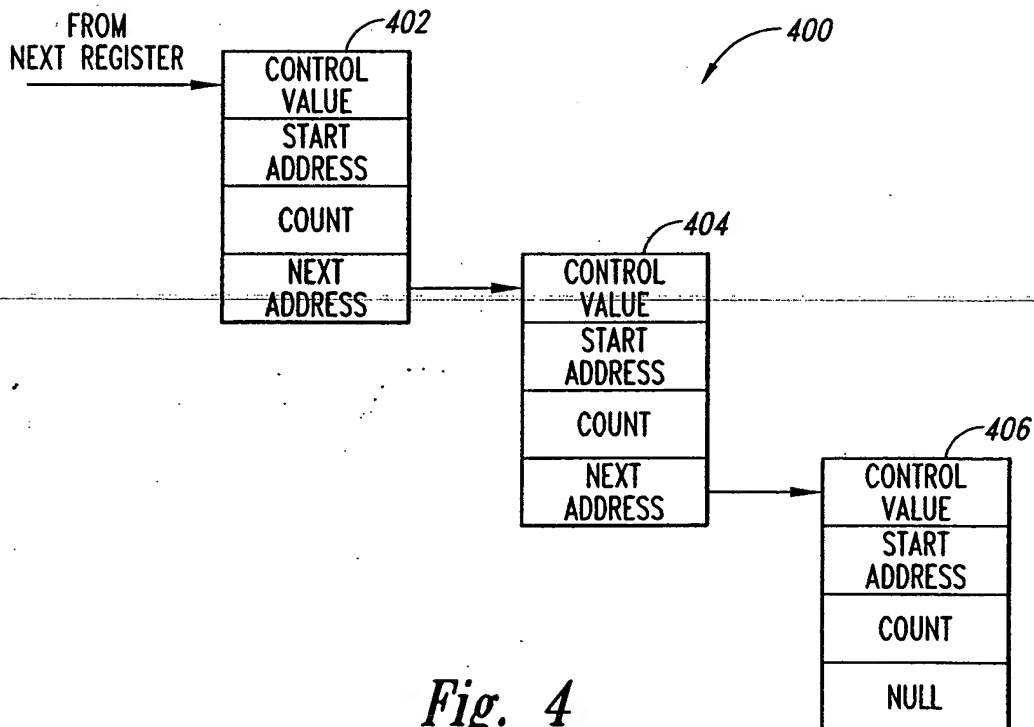 FROM
NEXT REGISTER
402
400
CONTROL
VALUE
START
ADDRESS
COUNT
NEXT
ADDRESS
404
CONTROL
VALUE
START
ADDRESS
COUNT
NEXT
ADDRESS
406
CONTROL
VALUE
START
ADDRESS
COUNT
NULL
Fig. 4